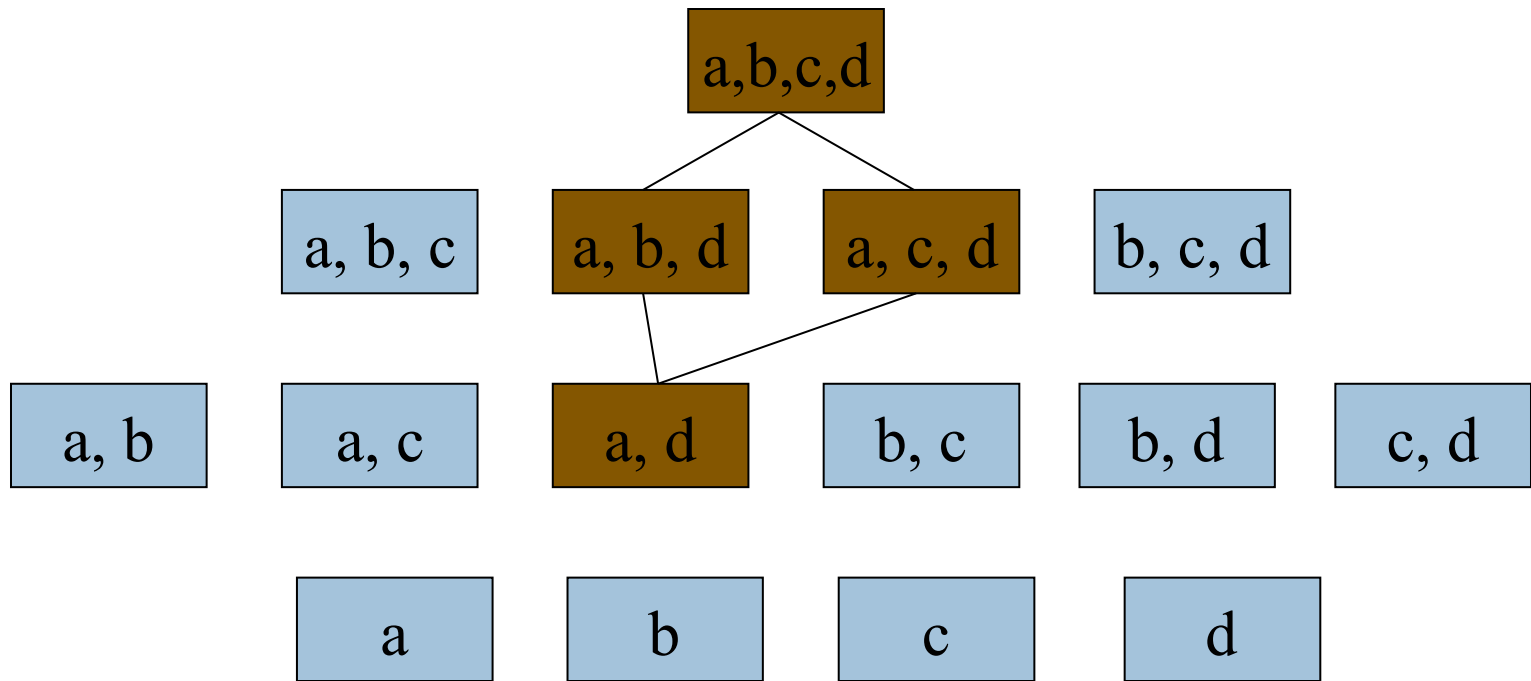 a,b,c,d
a, b, c
a, b, d
a, c, d
b, c, d
a, b
a, c
a, d
b, c
b, d
c, d
a
b
c
d